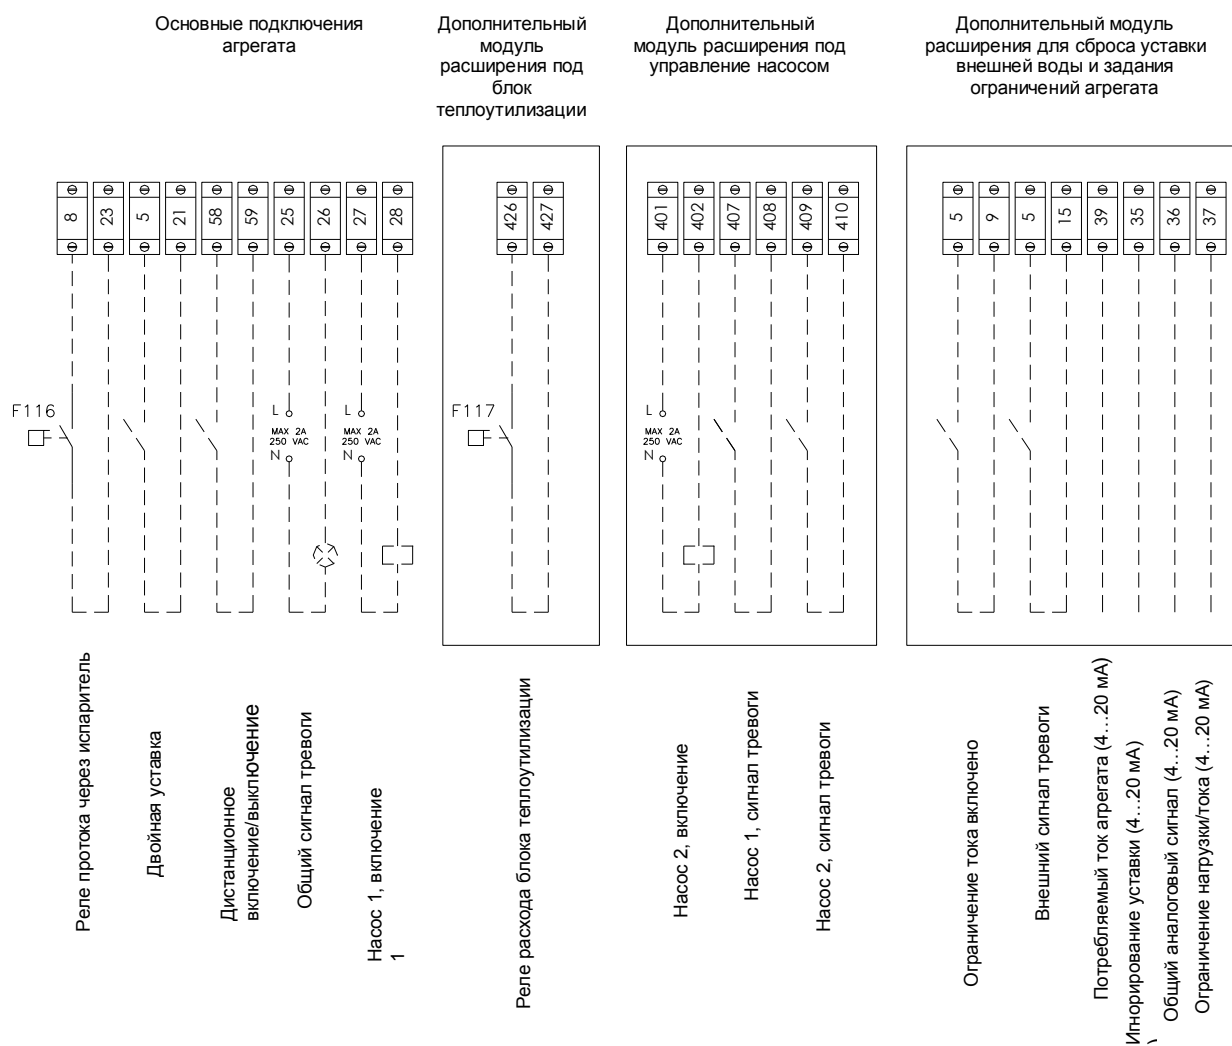 Основные подключения
агрегата
Дополнительный
модуль
расширения под
блок
теплоутилизации
Дополнительный
модуль расширения под
управление насосом
Дополнительный модуль
расширения для сброса уставки
внешней воды и задания
ограничений агрегата
8
23
5
21
58
59
25
26
27
28
426
427
401
402
407
408
409
410
5
9
5
15
39
35
36
37
F116
L
MAX 2A
250 VAC
N
L
MAX 2A
250 VAC
N
F117
L
MAX 2A
250 VAC
N
Реле протока через испаритель
Двойная уставка
Дистанционное
включение/выключение
Общий сигнал тревоги
Насос 1, включение
1
Реле расхода блока теплоутилизации
Насос 2, включение
Насос 1, сигнал тревоги
Насос 2, сигнал тревоги
Ограничение тока включено
Внешний сигнал тревоги
Потребляемый ток агрегата (4…20 мА)
Игнорирование уставки (4…20 мА)
)
Общий аналоговый сигнал (4…20 мА)
Ограничение нагрузки/тока (4…20 мА)